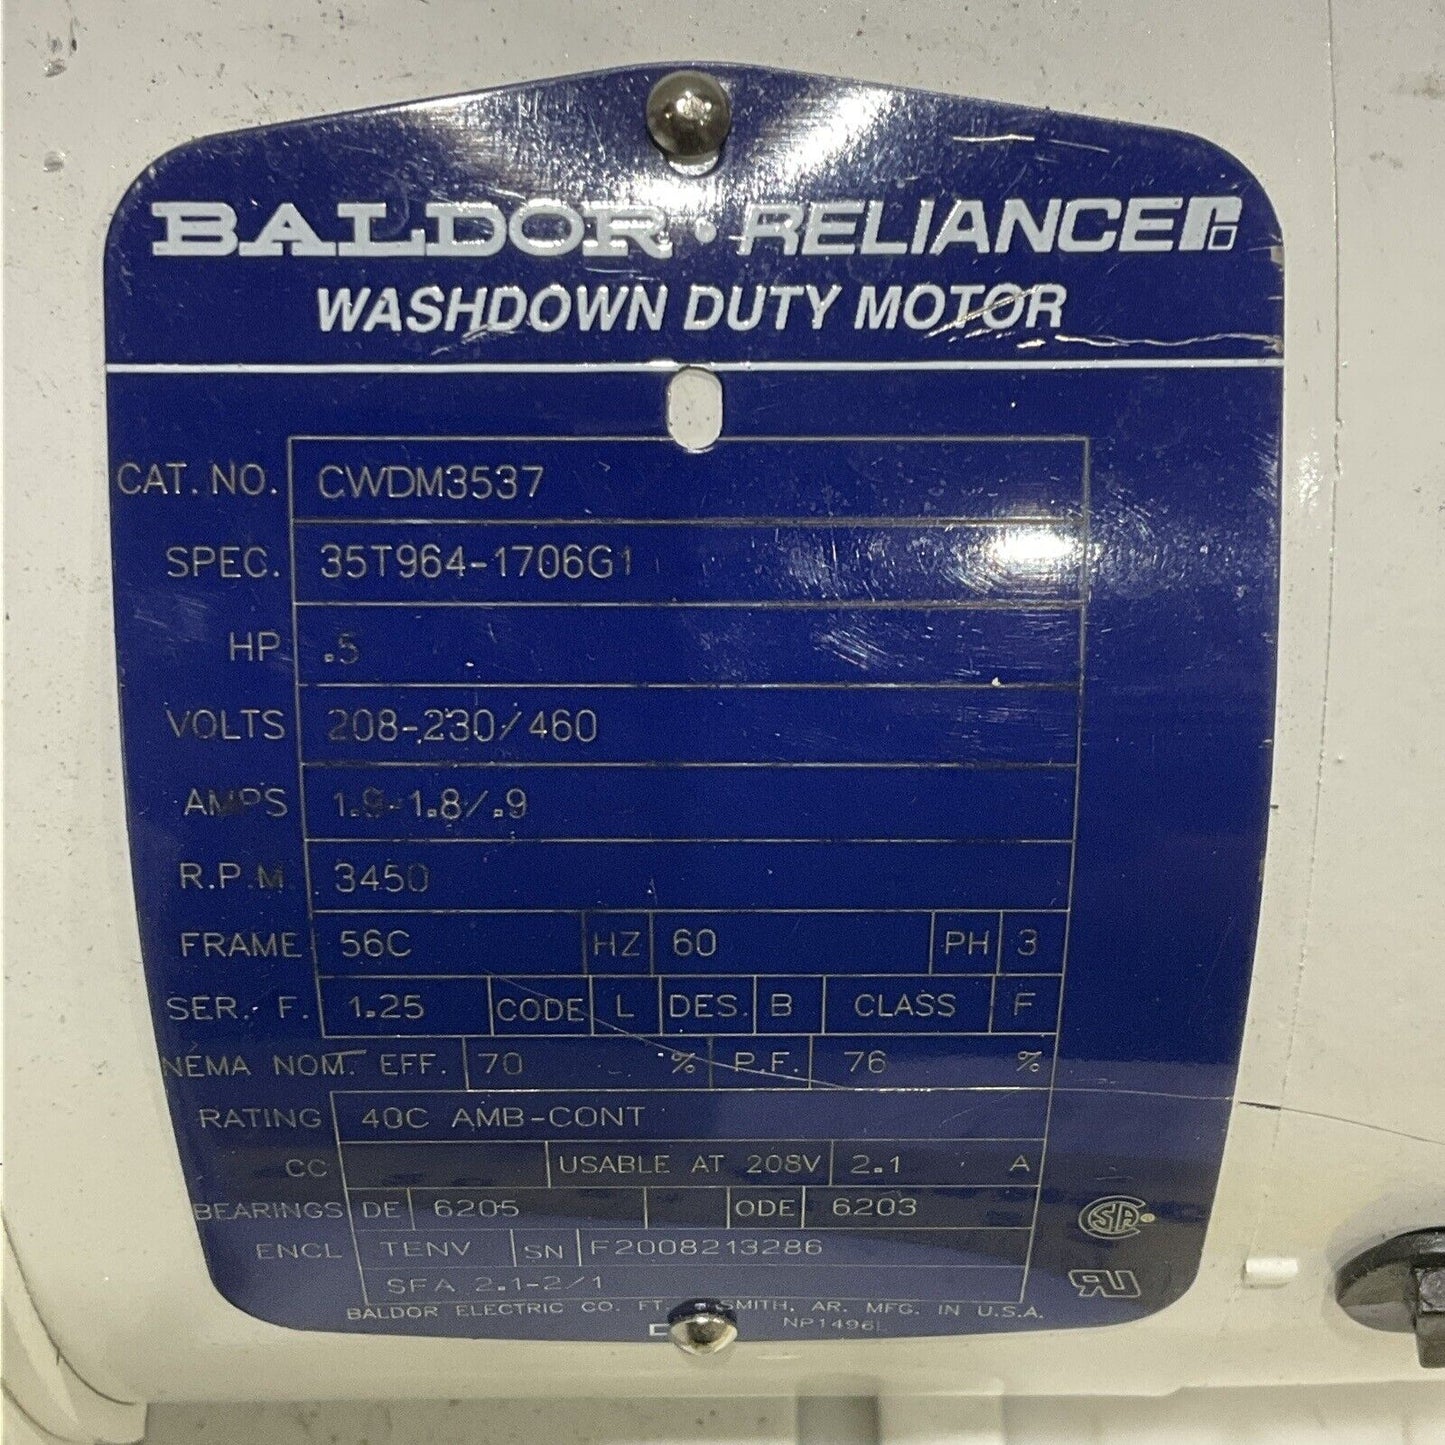 BALDOR · RELIANCE
WASHDOWN DUTY MOTOR
CAT. NO. CWDM3537
SPEC. 35T964-1706G1
HP .5
VOLTS 208-230/460
AMPS 1.9-1.8/.9
R.P.M. 3450
FRAME 56C HZ 60 PH 3
SER. F. 1.25 CODE L DES. B CLASS F
NEMA NOM. EFF. 70 % P.F. 76 %
RATING 40C AMB-CONT
CC USABLE AT 208V 2.1 A
BEARINGS DE 6205 ODE 6203
ENCL TENV SN F2008213286
SFA 2.1-2/1
BALDOR ELECTRIC CO. FT. SMITH, AR. MFG. IN U.S.A.
NP1496L